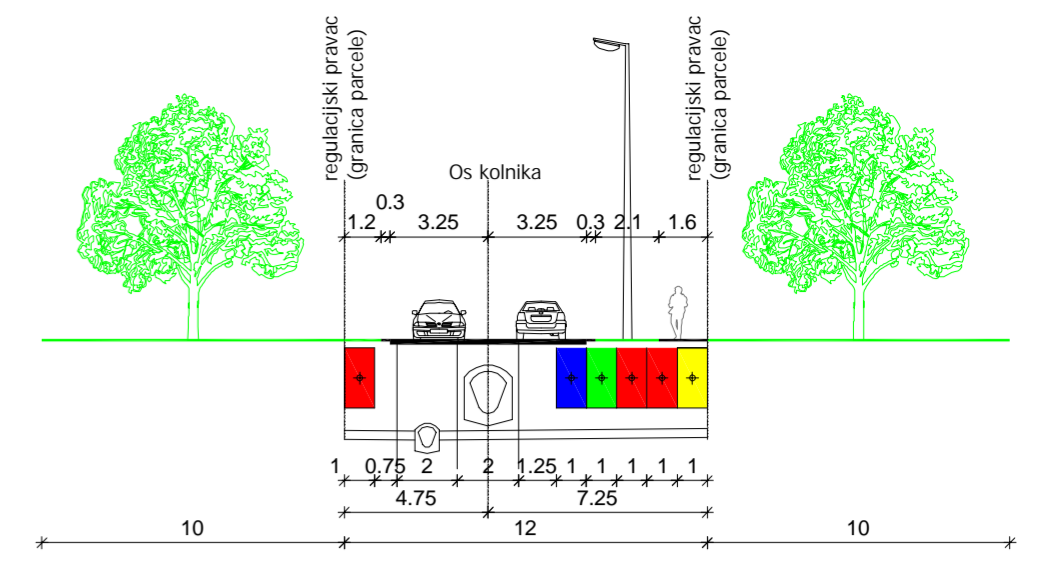 regulacijski pravac
(granica parcele)
regulacijski pravac
(granica parcele)
Os kolnika
0.3
1.2 3.25 3.25 0.3 2.1 1.6
1 0.75 2 2 1.25 1 1 1 1 1
4.75 7.25
10 12 10